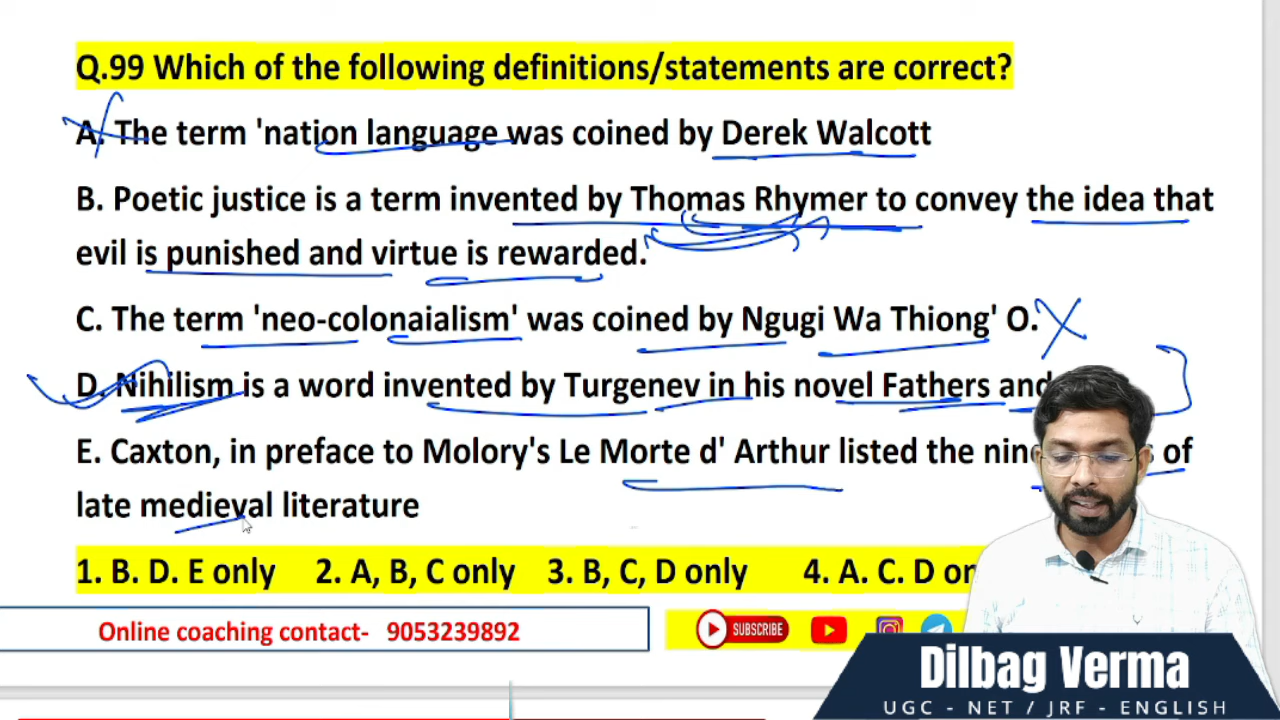 Q.99 Which of the following definitions/statements are correct?
A. The term 'nation language was coined by Derek Walcott
B. Poetic justice is a term invented by Thomas Rhymer to convey the idea that
evil is punished and virtue is rewarded.
C. The term 'neo-colonaialism' was coined by Ngugi Wa Thiong' O.
D. Nihilism is a word invented by Turgenev in his novel Fathers and
E. Caxton, in preface to Molory's Le Morte d' Arthur listed the nine of
late medieval literature
1. B. D. E only 2. A, B, C only 3. B, C, D only 4. A. C. D
Online coaching contact- 9053239892
SUBSCRIBE
Dilbag Verma
UGC - NET / JRF - ENGLISH